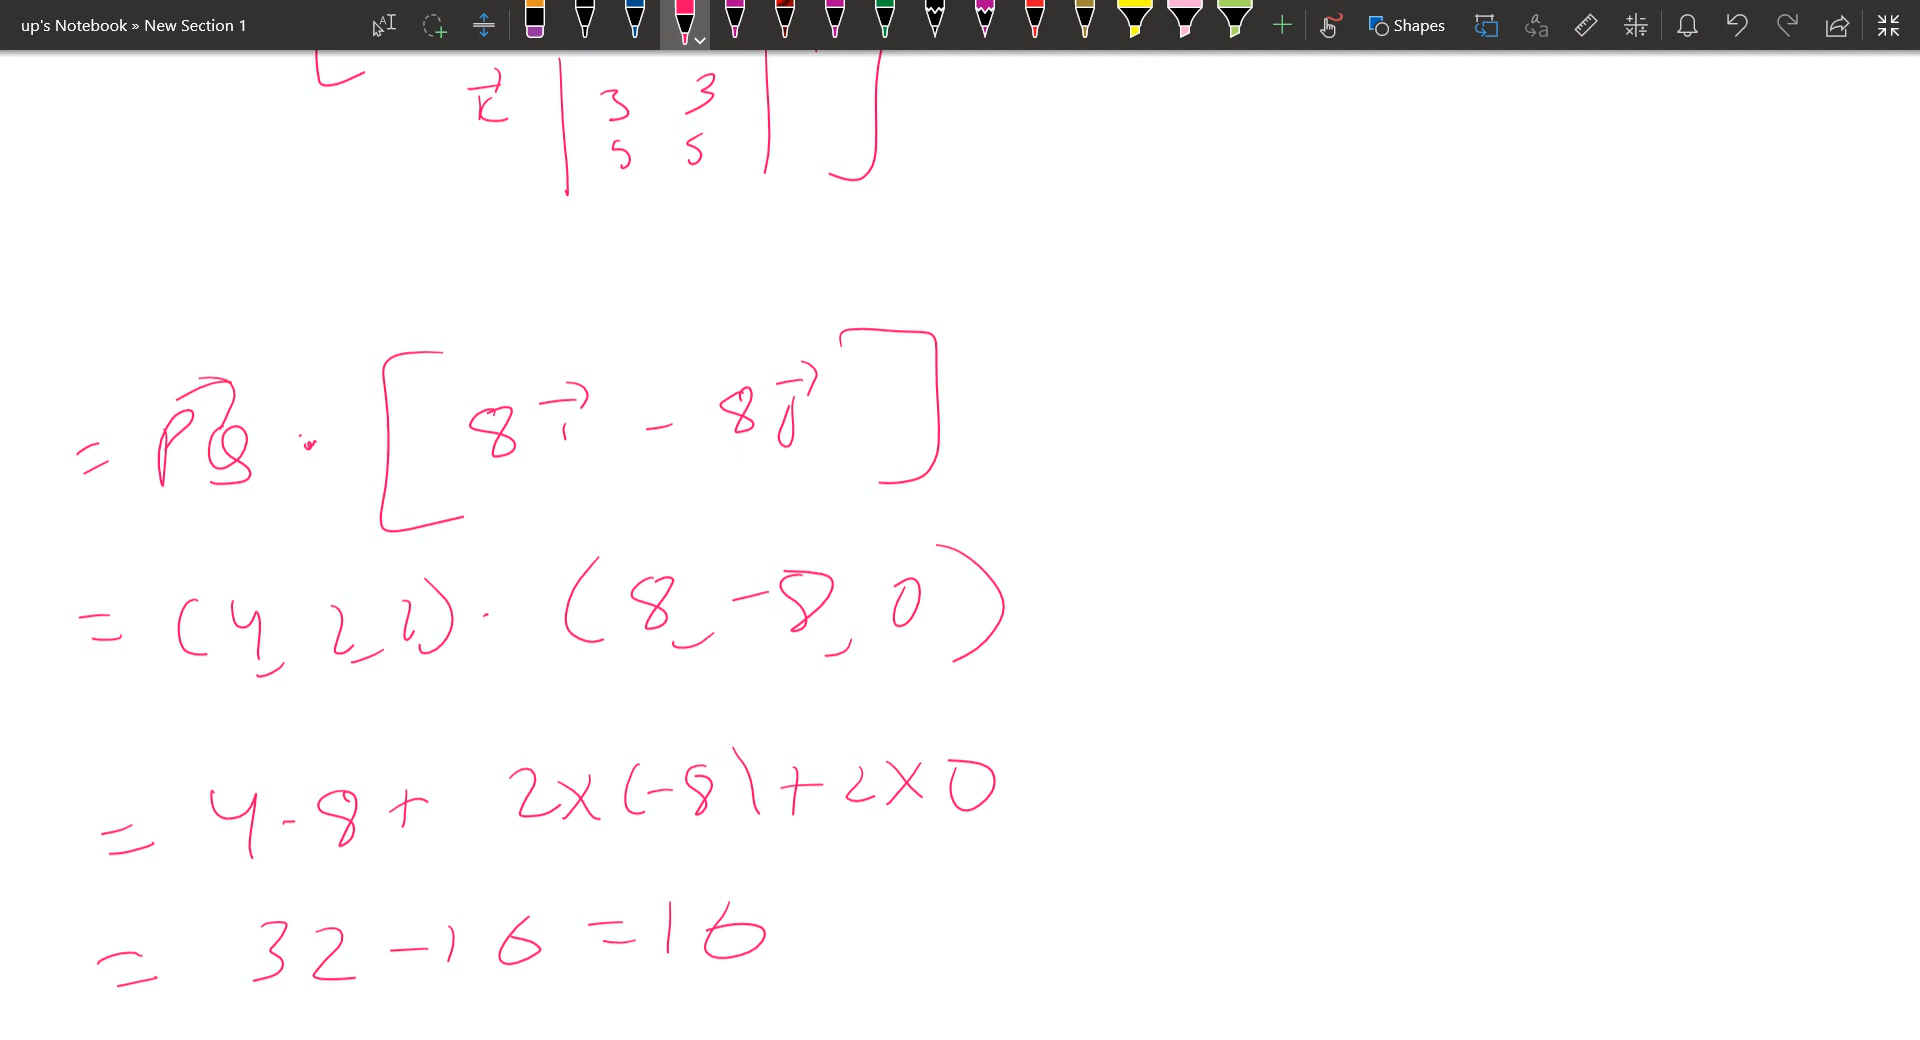 up's Notebook » New Section 1
Shapes
k⃗ | 3 3 |
5 5 ]
= P⃗Q · [ 8i⃗ - 8j⃗ ]
= (4, 2, 2) · (8, -8, 0)
= 4·8 + 2×(-8) + 2×0
= 32 - 16 = 16